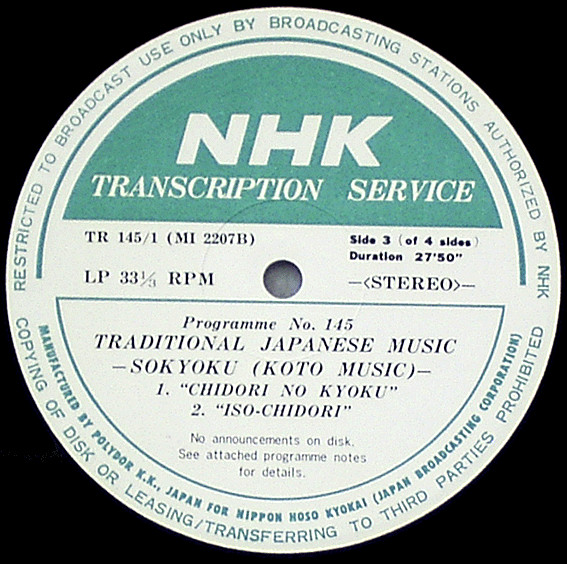 RESTRICTED TO BROADCAST USE ONLY BY BROADCASTING STATIONS AUTHORIZED BY NHK
NHK
TRANSCRIPTION SERVICE
TR 145/1 (MI 2207B)
Side 3 (of 4 sides)
Duration 27'50"
LP 33⅓ RPM
—<STEREO>—
Programme No. 145
TRADITIONAL JAPANESE MUSIC
—SOKYOKU (KOTO MUSIC)—
1. "CHIDORI NO KYOKU"
2. "ISO-CHIDORI"
No announcements on disk.
See attached programme notes
for details.
MANUFACTURED BY POLYDOR K.K., JAPAN FOR NIPPON HOSO KYOKAI (JAPAN BROADCASTING CORPORATION)
COPYING OF DISK OR LEASING/TRANSFERRING TO THIRD PARTIES PROHIBITED